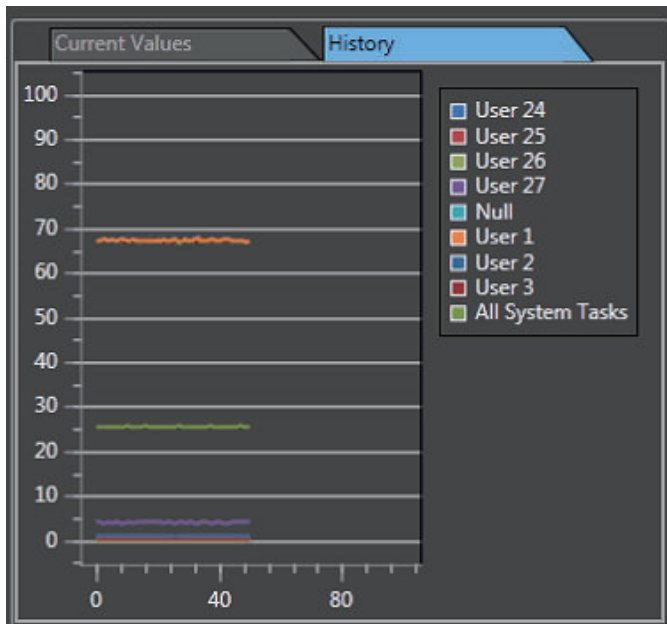 Current Values
History
100
90
80
70
60
50
40
30
20
10
0
0 40 80
User 24
User 25
User 26
User 27
Null
User 1
User 2
User 3
All System Tasks